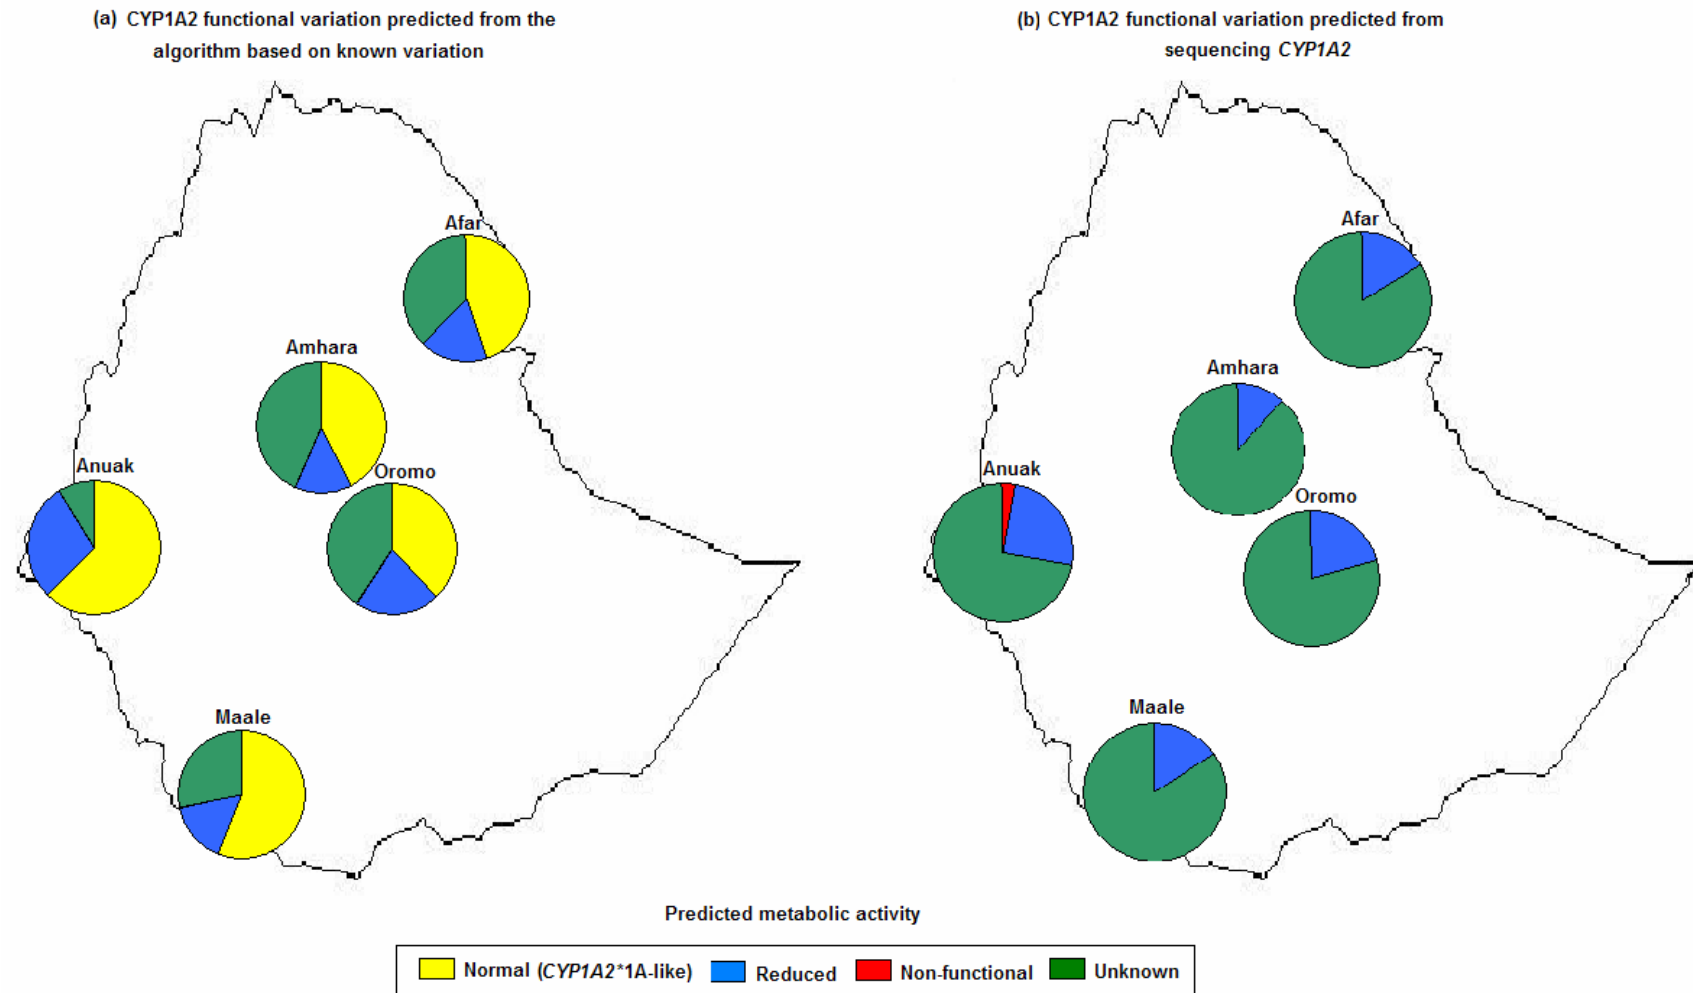 (a) CYP1A2 functional variation predicted from the
algorithm based on known variation
(b) CYP1A2 functional variation predicted from
sequencing CYP1A2
Afar
Amhara
Anuak
Oromo
Maale
Afar
Amhara
Anuak
Oromo
Maale
Predicted metabolic activity
Normal (CYP1A2*1A-like) Reduced Non-functional Unknown